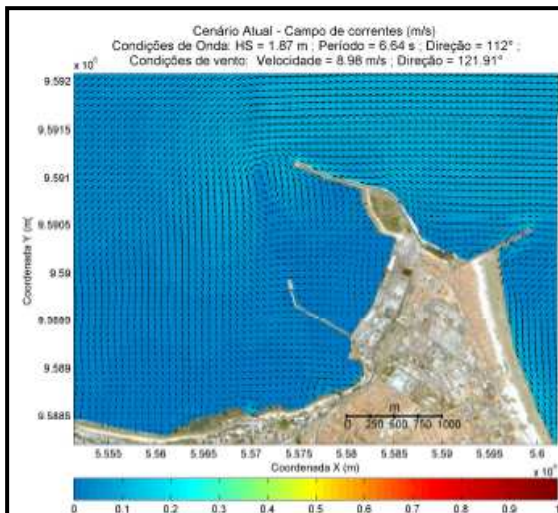 Cenário Atual - Campo de correntes (m/s)
Condições de Onda: HS = 1.87 m ; Período = 6.64 s ; Direção = 112° ;
Condições de vento: Velocidade = 8.98 m/s ; Direção = 121.91°
x 10
9.592
9.5915
9.591
9.5905
9.59
9.5895
9.589
9.5885
Coordenada Y (m)
m
0 250 500 750 1000
5.555 5.56 5.565 5.57 5.575 5.58 5.585 5.59 5.595 5.6
Coordenada X (m)
x 10
0 0.1 0.2 0.3 0.4 0.5 0.6 0.7 0.8 0.9